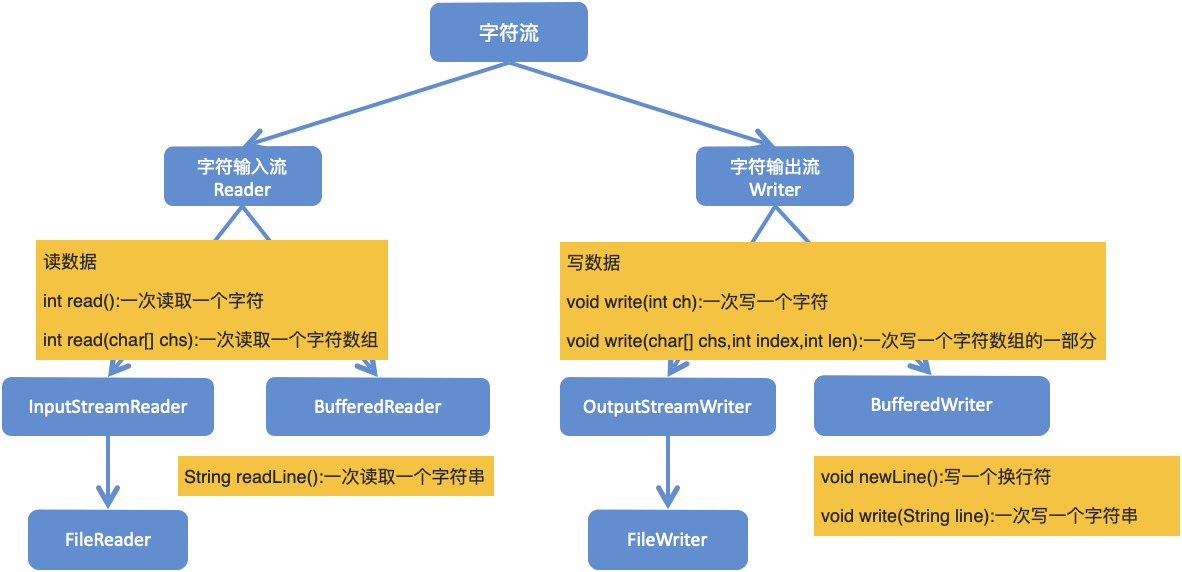 字符流
字符输入流
Reader
字符输出流
Writer
读数据
int read():一次读取一个字符
int read(char[] chs):一次读取一个字符数组
写数据
void write(int ch):一次写一个字符
void write(char[] chs,int index,int len):一次写一个字符数组的一部分
InputStreamReader
BufferedReader
OutputStreamWriter
BufferedWriter
String readLine():一次读取一个字符串
void newLine():写一个换行符
void write(String line):一次写一个字符串
FileReader
FileWriter